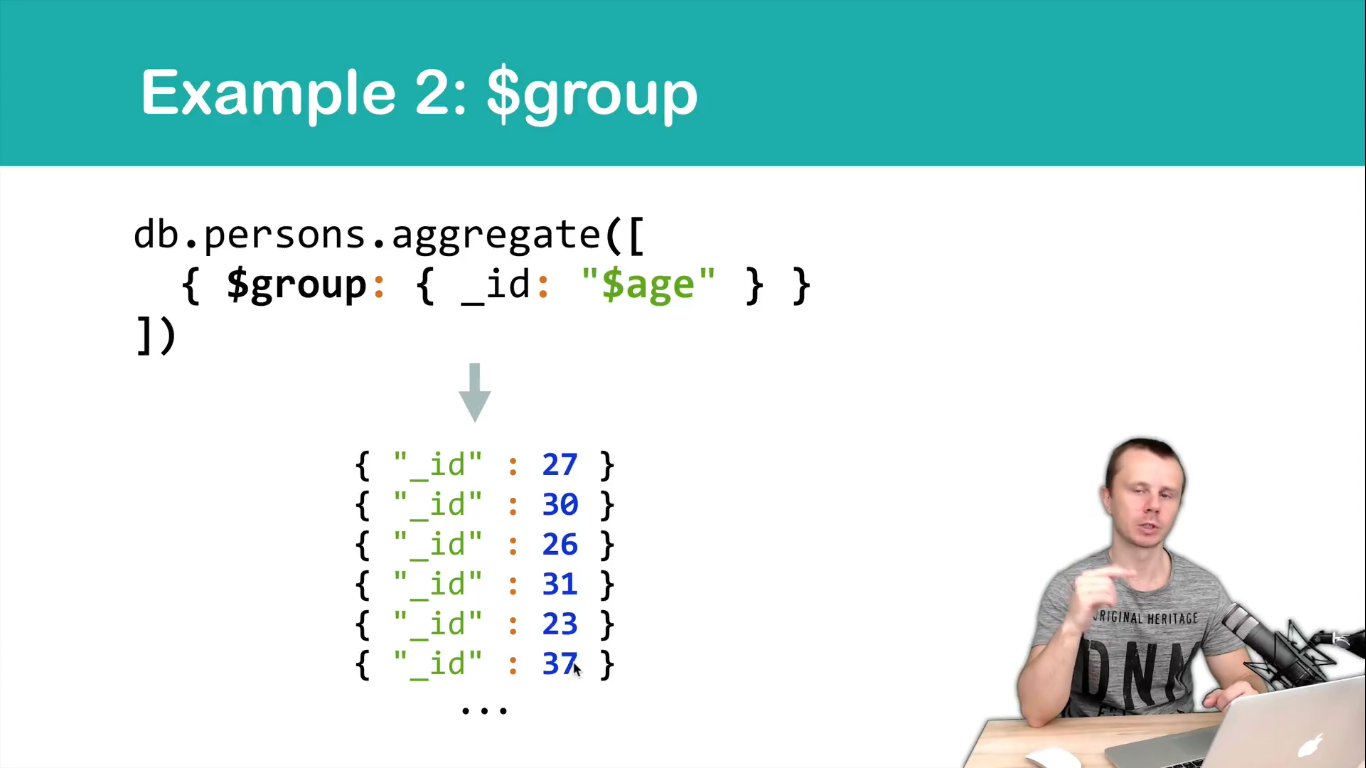 Example 2: $group
db.persons.aggregate([
{ $group: { _id: "$age" } }
])
{ "_id" : 27 }
{ "_id" : 30 }
{ "_id" : 26 }
{ "_id" : 31 }
{ "_id" : 23 }
{ "_id" : 37 }
...
ORIGINAL HERITAGE
DNM